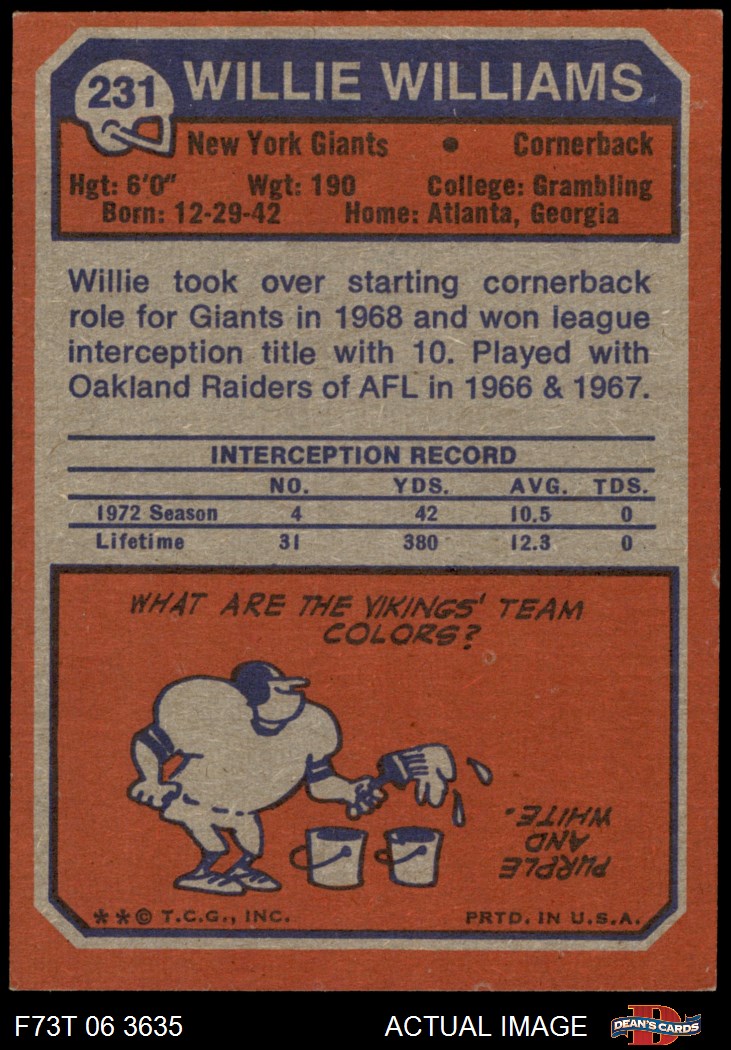 231 WILLIE WILLIAMS
New York Giants • Cornerback
Hgt: 6'0" Wgt: 190 College: Grambling
Born: 12-29-42 Home: Atlanta, Georgia
Willie took over starting cornerback
role for Giants in 1968 and won league
interception title with 10. Played with
Oakland Raiders of AFL in 1966 & 1967.
INTERCEPTION RECORD
NO. YDS. AVG. TDS.
1972 Season 4 42 10.5 0
Lifetime 31 380 12.3 0
WHAT ARE THE VIKINGS' TEAM
COLORS?
PURPLE
AND
WHITE.
**© T.C.G., INC. PRTD. IN U.S.A.
F73T 06 3635 ACTUAL IMAGE D DEAN'S CARDS